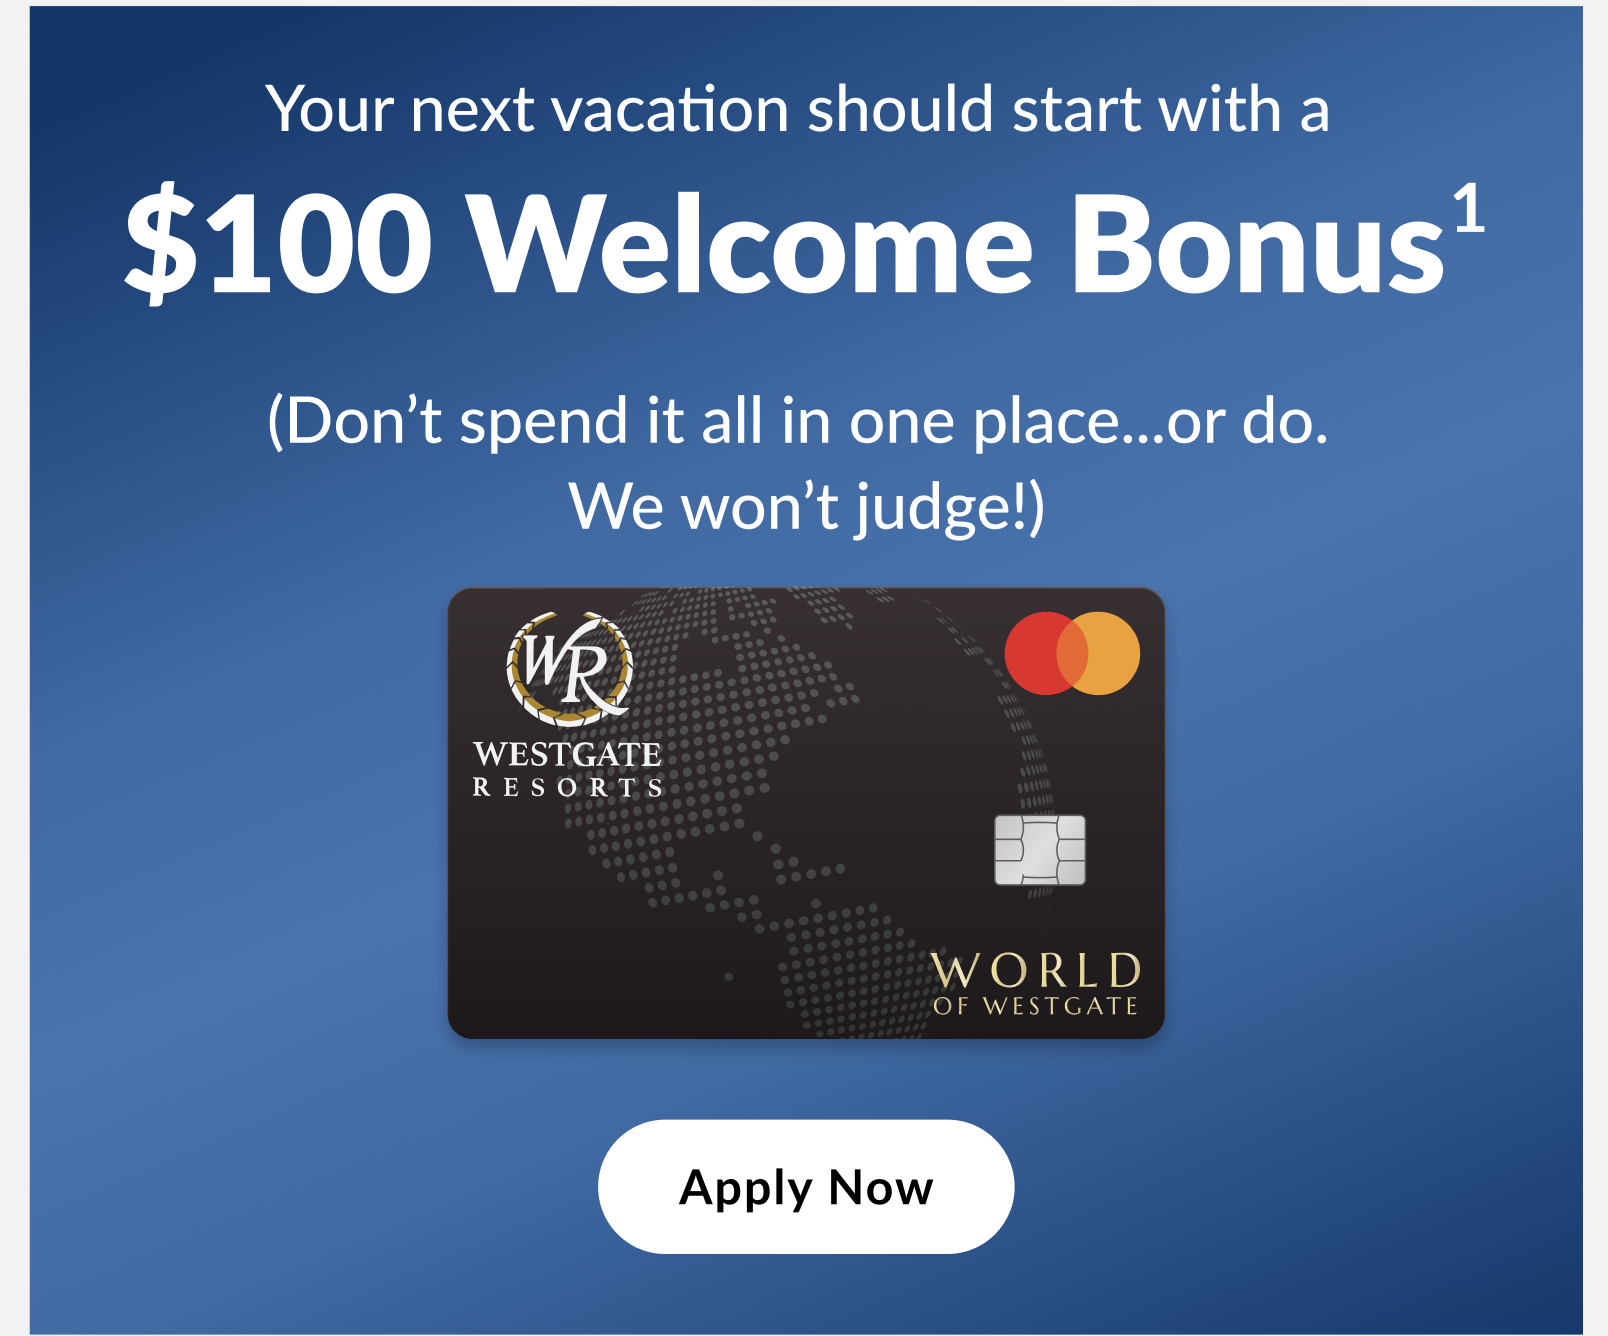 Your next vacation should start with a
$100 Welcome Bonus¹
(Don’t spend it all in one place...or do.
We won’t judge!)
WR
WESTGATE
RESORTS
WORLD
OF WESTGATE
Apply Now